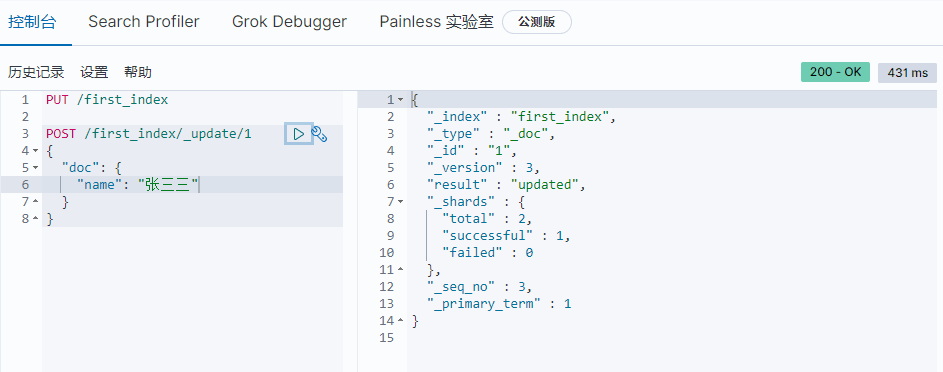 控制台 Search Profiler Grok Debugger Painless 实验室 公测版
历史记录 设置 帮助 200 - OK 431 ms
1 PUT /first_index
2
3 POST /first_index/_update/1
4 {
5 "doc": {
6 "name": "张三三"
7 }
8 }
1 {
2 "_index" : "first_index",
3 "_type" : "_doc",
4 "_id" : "1",
5 "_version" : 3,
6 "result" : "updated",
7 "_shards" : {
8 "total" : 2,
9 "successful" : 1,
10 "failed" : 0
11 },
12 "_seq_no" : 3,
13 "_primary_term" : 1
14 }
15